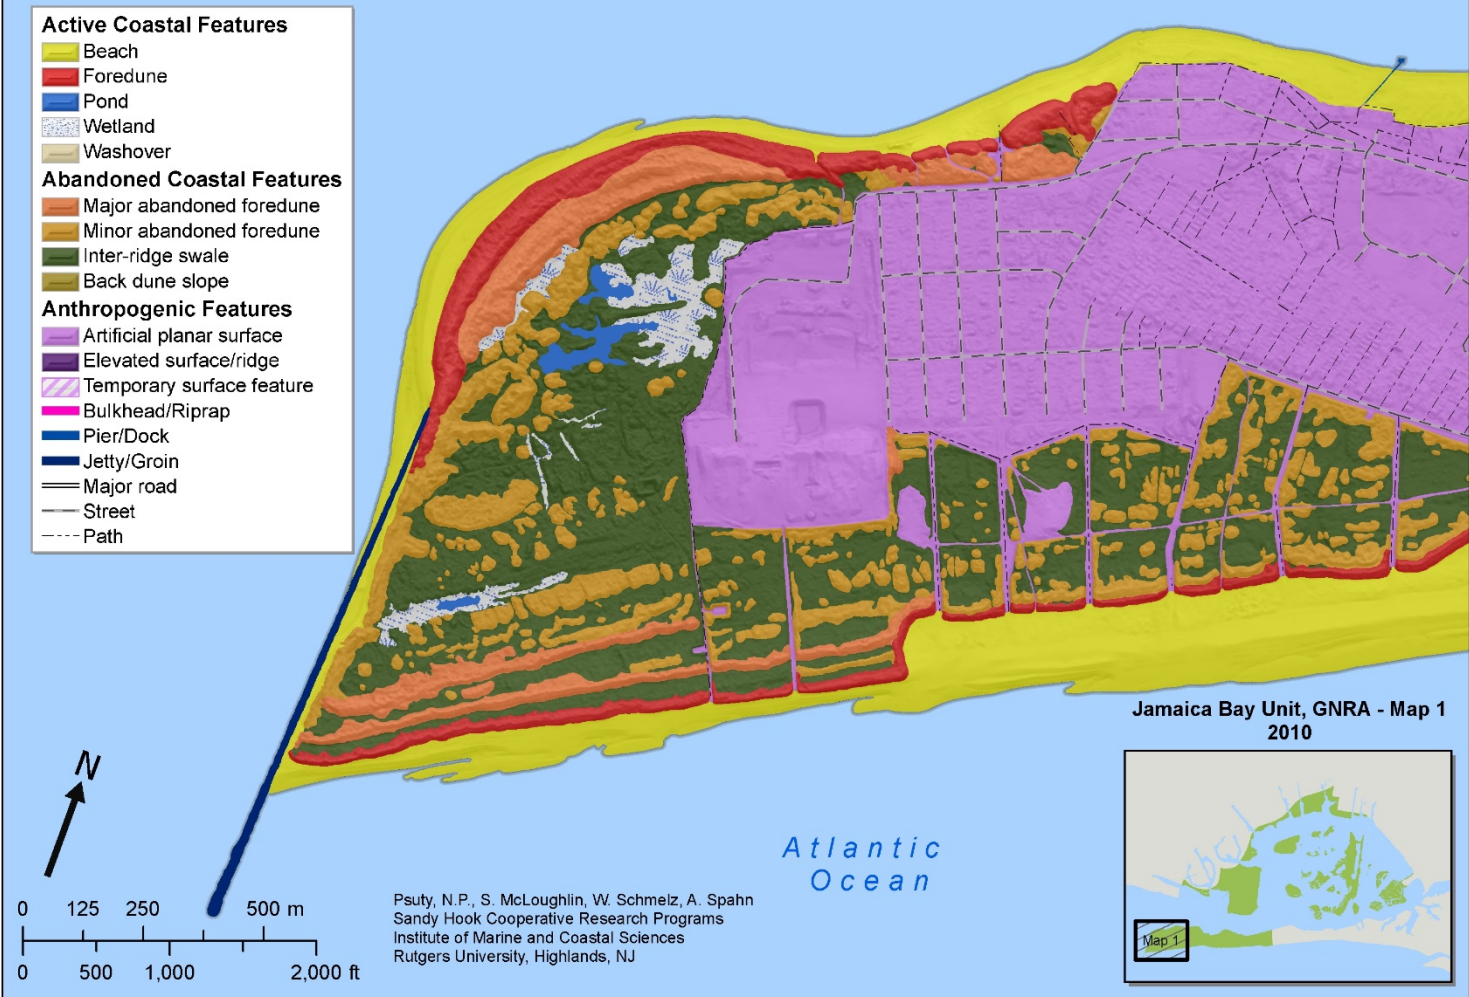 Active Coastal Features
Beach
Foredune
Pond
Wetland
Washover
Abandoned Coastal Features
Major abandoned foredune
Minor abandoned foredune
Inter-ridge swale
Back dune slope
Anthropogenic Features
Artificial planar surface
Elevated surface/ridge
Temporary surface feature
Bulkhead/Riprap
Pier/Dock
Jetty/Groin
Major road
Street
Path
Jamaica Bay Unit, GNRA - Map 1
2010
Map 1
N
Atlantic
Ocean
0 125 250 500 m
0 500 1,000 2,000 ft
Psuty, N.P., S. McLoughlin, W. Schmelz, A. Spahn
Sandy Hook Cooperative Research Programs
Institute of Marine and Coastal Sciences
Rutgers University, Highlands, NJ